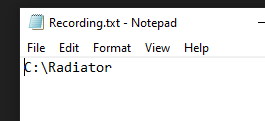 Recording.txt - Notepad
File Edit Format View Help
C:\Radiator